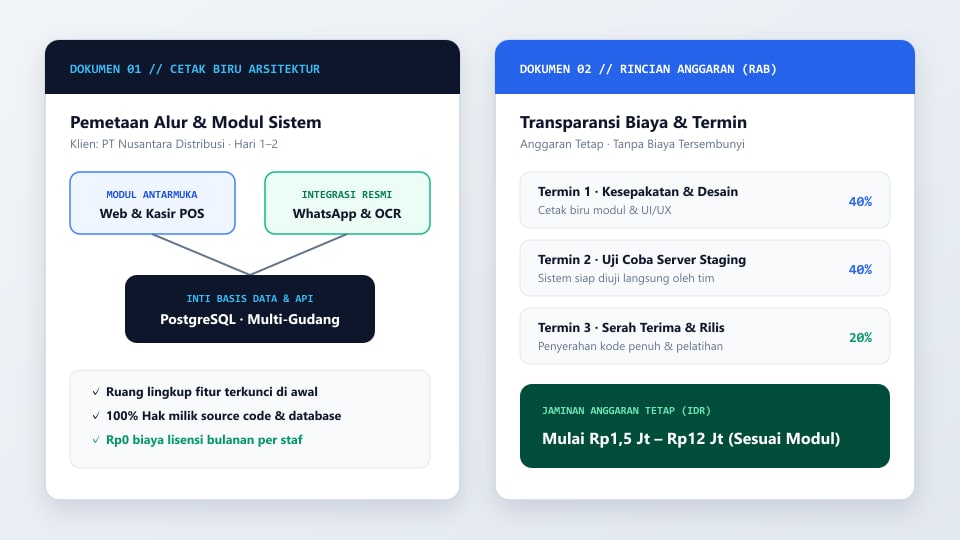 DOKUMEN 01 // CETAK BIRU ARSITEKTUR
Pemetaan Alur & Modul Sistem
Klien: PT Nusantara Distribusi · Hari 1–2
MODUL ANTARMUKA
Web & Kasir POS
INTEGRASI RESMI
WhatsApp & OCR
INTI BASIS DATA & API
PostgreSQL · Multi-Gudang
✓ Ruang lingkup fitur terkunci di awal
✓ 100% Hak milik source code & database
✓ Rp0 biaya lisensi bulanan per staf
DOKUMEN 02 // RINCIAN ANGGARAN (RAB)
Transparansi Biaya & Termin
Anggaran Tetap · Tanpa Biaya Tersembunyi
Termin 1 · Kesepakatan & Desain
Cetak biru modul & UI/UX
40%
Termin 2 · Uji Coba Server Staging
Sistem siap diuji langsung oleh tim
40%
Termin 3 · Serah Terima & Rilis
Penyerahan kode penuh & pelatihan
20%
JAMINAN ANGGARAN TETAP (IDR)
Mulai Rp1,5 Jt – Rp12 Jt (Sesuai Modul)